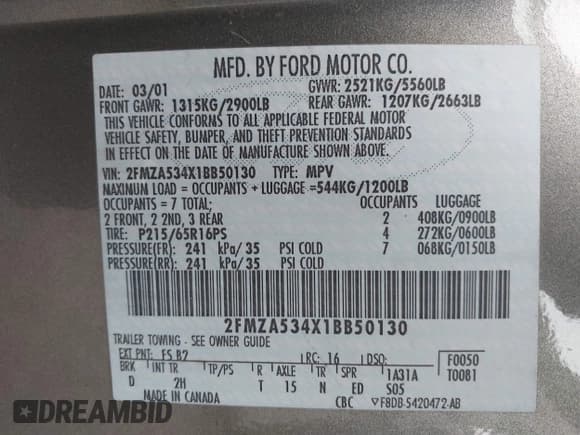 MFD. BY FORD MOTOR CO.
DATE: 03/01 GVWR: 2521KG/5560LB
FRONT GAWR: 1315KG/2900LB REAR GAWR: 1207KG/2663LB
THIS VEHICLE CONFORMS TO ALL APPLICABLE FEDERAL MOTOR
VEHICLE SAFETY, BUMPER, AND THEFT PREVENTION STANDARDS
IN EFFECT ON THE DATE OF MANUFACTURE SHOWN ABOVE.
VIN: 2FMZA534X1BB50130 TYPE: MPV
MAXIMUM LOAD = OCCUPANTS + LUGGAGE =544KG/1200LB
OCCUPANTS = 7 TOTAL; OCCUPANTS LUGGAGE
2 FRONT, 2 2ND, 3 REAR 2 408KG/0900LB
TIRE: P215/65R16PS 4 272KG/0600LB
PRESSURE(FR): 241 kPa/35 PSI COLD 7 068KG/0150LB
PRESSURE(RR): 241 kPa/35 PSI COLD
2FMZA534X1BB50130
TRAILER TOWING - SEE OWNER GUIDE
EXT PNT: FS B2 RC: 16 DSO: F0050
BRK INT TR TP/PS R AXLE TR SPR 1A31A T0081
D 2H T 15 N ED S05
MADE IN CANADA CBC F8DB-5420472-AB
DREAMBID